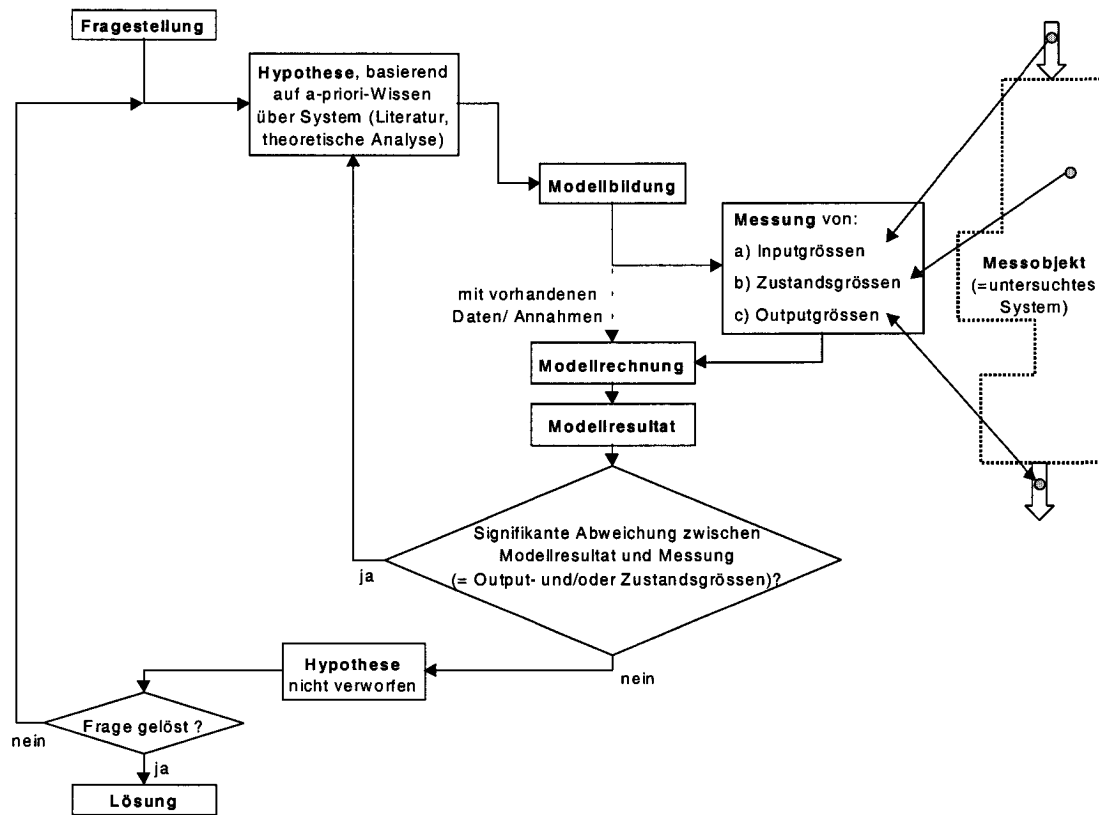 Fragestellung
Hypothese, basierend
auf a-priori-Wissen
über System (Literatur,
theoretische Analyse)
Modellbildung
Messung von:
a) Inputgrössen
b) Zustandsgrössen
c) Outputgrössen
Messobjekt
(=untersuchtes
System)
mit vorhandenen
Daten/ Annahmen
Modellrechnung
Modellresultat
Signifikante Abweichung zwischen
Modellresultat und Messung
(= Output- und/oder Zustandsgrössen)?
ja
nein
Hypothese
nicht verworfen
Frage gelöst ?
nein
ja
Lösung